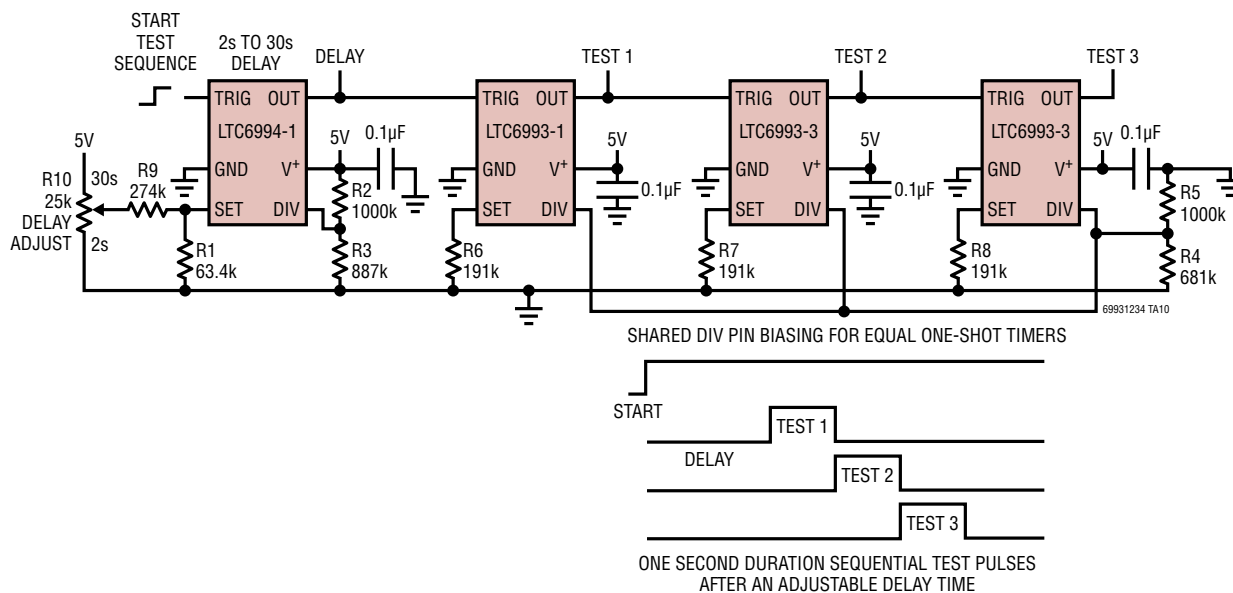 START
TEST
SEQUENCE
2s TO 30s
DELAY
DELAY
TEST 1
TEST 2
TEST 3
TRIG OUT
LTC6994-1
GND V+
SET DIV
TRIG OUT
LTC6993-1
GND V+
SET DIV
TRIG OUT
LTC6993-3
GND V+
SET DIV
TRIG OUT
LTC6993-3
GND V+
SET DIV
5V
R10
25k
DELAY
ADJUST
30s
2s
R9
274k
R1
63.4k
5V
0.1µF
R2
1000k
R3
887k
R6
191k
5V
0.1µF
R7
191k
5V
0.1µF
R8
191k
5V
0.1µF
R5
1000k
R4
681k
69931234 TA10
SHARED DIV PIN BIASING FOR EQUAL ONE-SHOT TIMERS
START
TEST 1
DELAY
TEST 2
TEST 3
ONE SECOND DURATION SEQUENTIAL TEST PULSES
AFTER AN ADJUSTABLE DELAY TIME